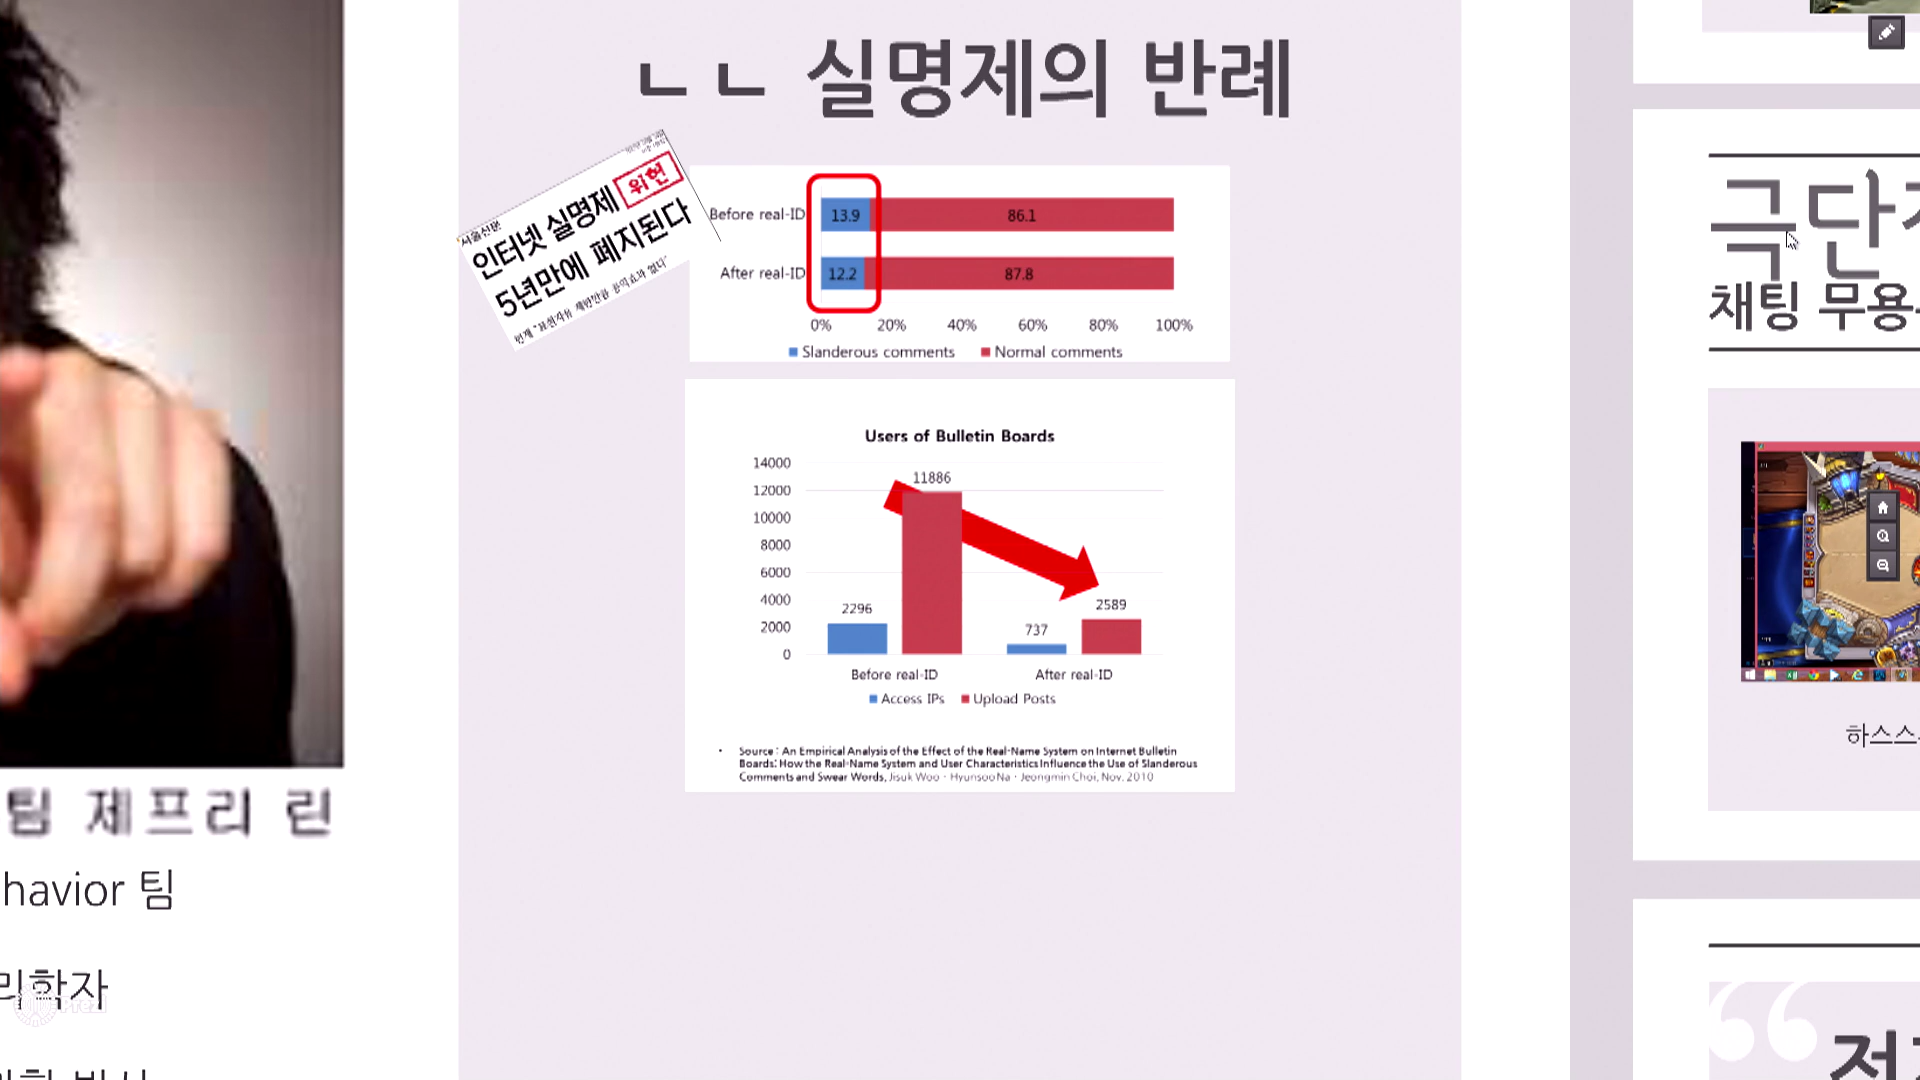 ㄴㄴ 실명제의 반례
서울신문
인터넷 실명제 위헌
5년만에 폐지된다
Before real-ID 13.9 86.1
After real-ID 12.2 87.8
0% 20% 40% 60% 80% 100%
Slanderous comments Normal comments
Users of Bulletin Boards
14000
12000
10000
8000
6000
4000
2000
0
11886
2296
2589
737
Before real-ID After real-ID
Access IPs Upload Posts
• Source : An Empirical Analysis of the Effect of the Real-Name System on Internet Bulletin
Boards: How the Real-Name System and User Characteristics Influence the Use of Slanderous
Comments and Swear Words, Jisuk Woo · Hyunsoo Na · Jeongmin Choi, Nov. 2010
팀 제프리 린
havior 팀
리학자
Prezi
극단
채팅 무용
하스스
“